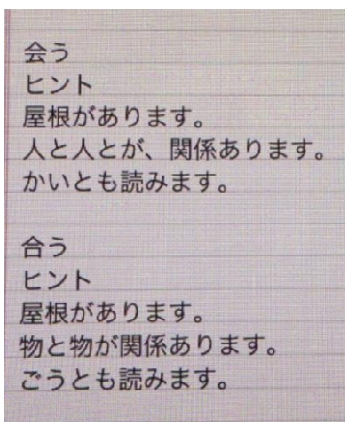 会う
ヒント
屋根があります。
人と人とが、関係あります。
かいとも読みます。
合う
ヒント
屋根があります。
物と物が関係あります。
ごうとも読みます。